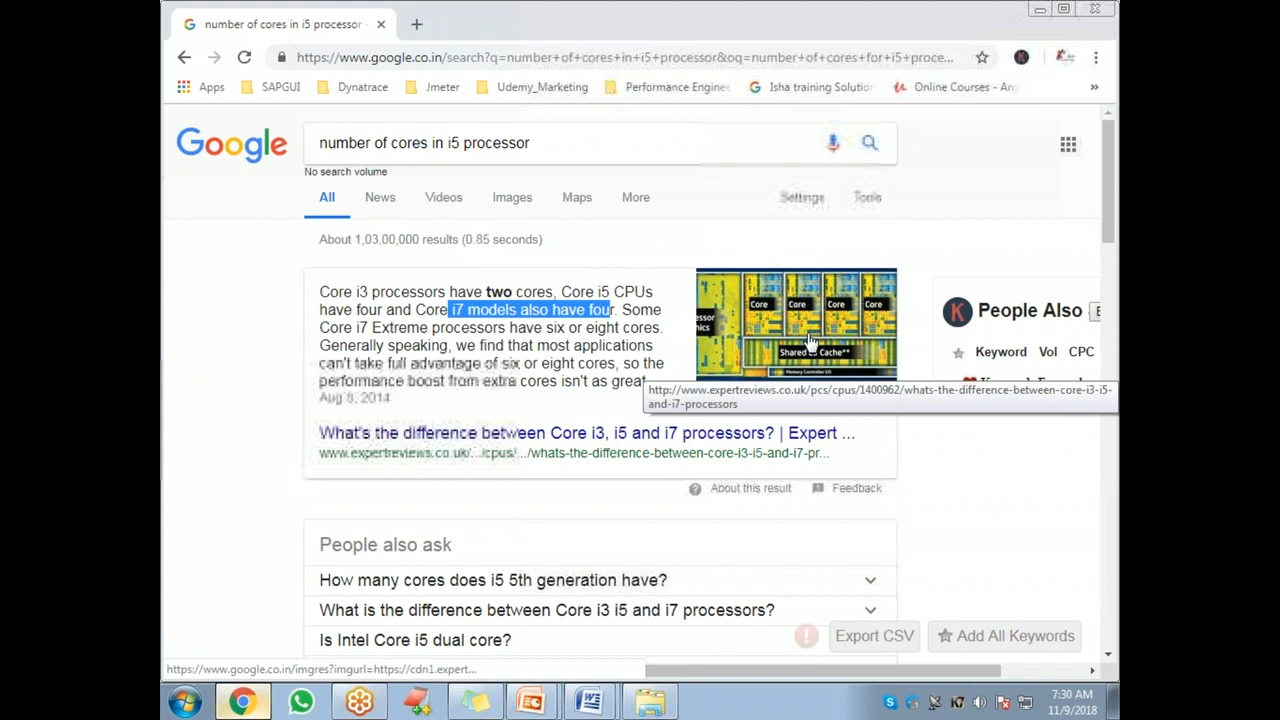 number of cores in i5 processor -
https://www.google.co.in/search?q=number+of+cores+in+i5+processor&oq=number+of+cores+for+i5+proce...
Apps SAPGUI Dynatrace Jmeter Udemy_Marketing Performance Engine Isha training Solution Online Courses - An »
Google number of cores in i5 processor
No search volume
All News Videos Images Maps More Settings Tools
About 1,03,00,000 results (0.85 seconds)
Core i3 processors have two cores, Core i5 CPUs
have four and Core i7 models also have four. Some
Core i7 Extreme processors have six or eight cores.
Generally speaking, we find that most applications
can't take full advantage of six or eight cores, so the
performance boost from extra cores isn't as great
Aug 8, 2014
Core Core Core Core
Shared Cache**
Memory Controller I/O
People Also
Keyword Vol CPC
http://www.expertreviews.co.uk/pcs/cpus/1400962/whats-the-difference-between-core-i3-i5-
and-i7-processors
What's the difference between Core i3, i5 and i7 processors? | Expert ...
www.expertreviews.co.uk/.../cpus/.../whats-the-difference-between-core-i3-i5-and-i7-pr...
About this result Feedback
People also ask
How many cores does i5 5th generation have?
What is the difference between Core i3 i5 and i7 processors?
Is Intel Core i5 dual core?
Export CSV Add All Keywords
https://www.google.co.in/imgres?imgurl=https://cdn1.expert...
7:30 AM
11/9/2018